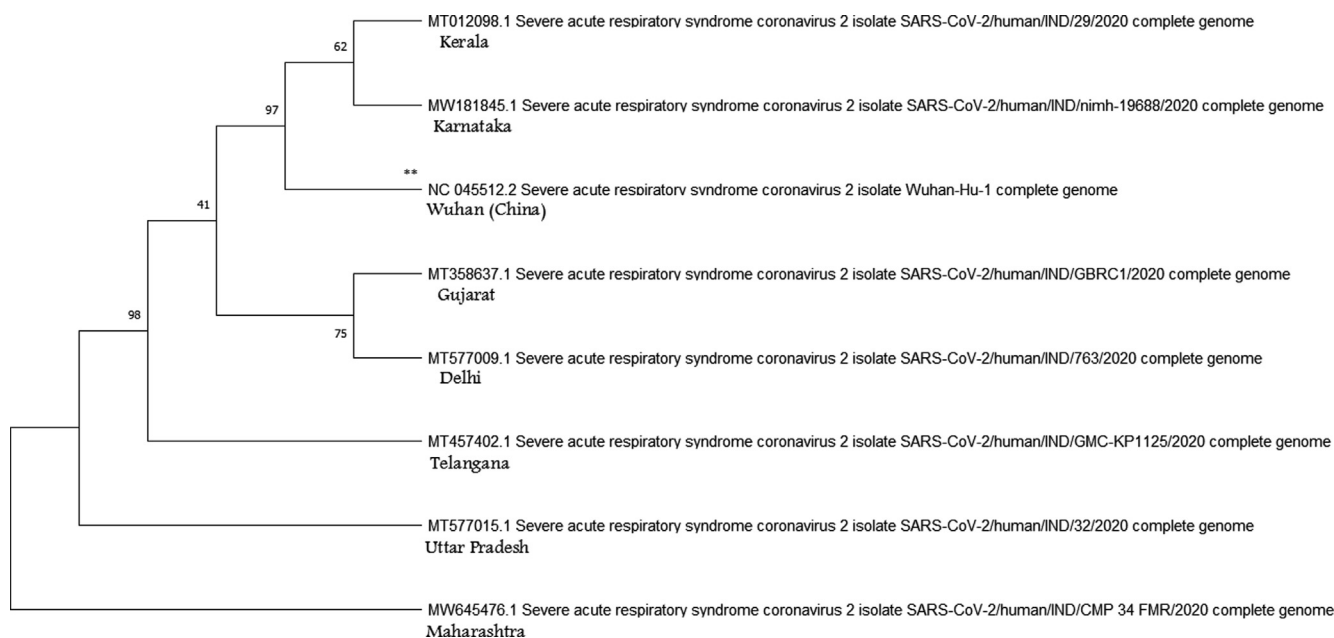 MT012098.1 Severe acute respiratory syndrome coronavirus 2 isolate SARS-CoV-2/human/IND/29/2020 complete genome
Kerala
62
MW181845.1 Severe acute respiratory syndrome coronavirus 2 isolate SARS-CoV-2/human/IND/nimh-19688/2020 complete genome
Karnataka
97
**
NC 045512.2 Severe acute respiratory syndrome coronavirus 2 isolate Wuhan-Hu-1 complete genome
Wuhan (China)
41
MT358637.1 Severe acute respiratory syndrome coronavirus 2 isolate SARS-CoV-2/human/IND/GBRC1/2020 complete genome
Gujarat
98
75
MT577009.1 Severe acute respiratory syndrome coronavirus 2 isolate SARS-CoV-2/human/IND/763/2020 complete genome
Delhi
MT457402.1 Severe acute respiratory syndrome coronavirus 2 isolate SARS-CoV-2/human/IND/GMC-KP1125/2020 complete genome
Telangana
MT577015.1 Severe acute respiratory syndrome coronavirus 2 isolate SARS-CoV-2/human/IND/32/2020 complete genome
Uttar Pradesh
MW645476.1 Severe acute respiratory syndrome coronavirus 2 isolate SARS-CoV-2/human/IND/CMP 34 FMR/2020 complete genome
Maharashtra